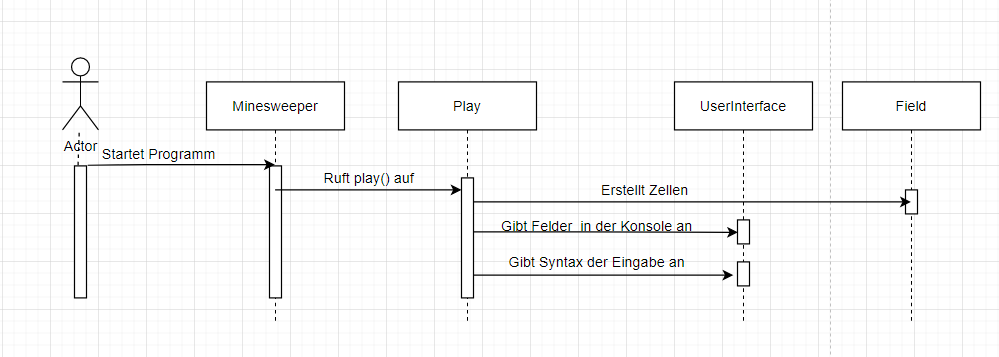 Minesweeper
Play
UserInterface
Field
Actor
Startet Programm
Ruft play() auf
Erstellt Zellen
Gibt Felder in der Konsole an
Gibt Syntax der Eingabe an